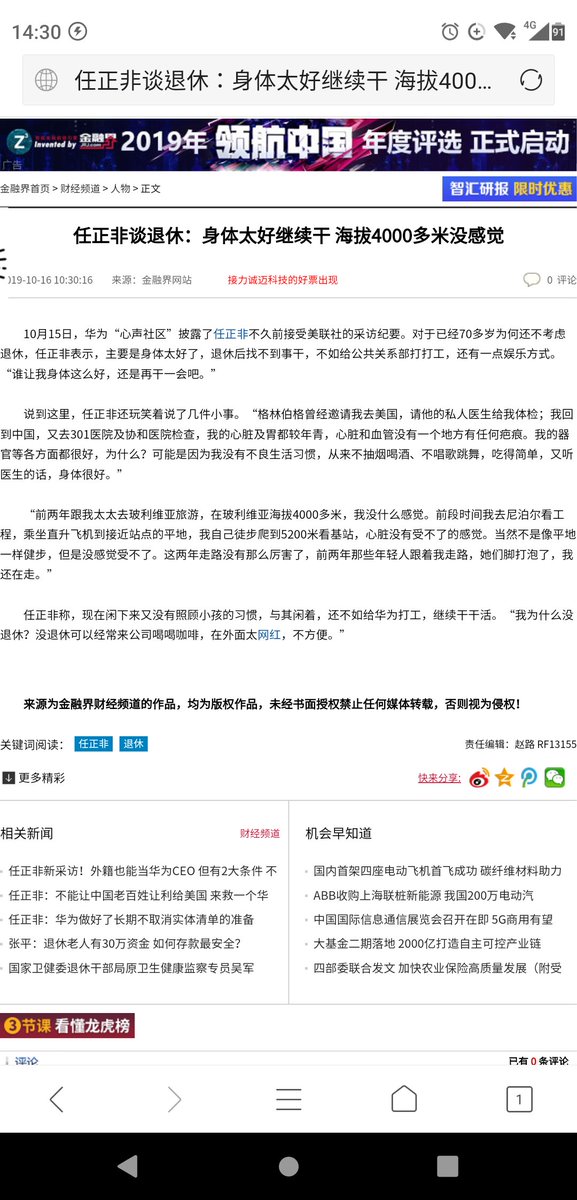 14:30
4G
91
任正非谈退休：身体太好继续干 海拔400...
Invented by 金融界 JRJ.com
2019年 领航中国 年度评选 正式启动
广告
金融界首页 > 财经频道 > 人物 > 正文
智汇研报 限时优惠
任正非谈退休：身体太好继续干 海拔4000多米没感觉
019-10-16 10:30:16 来源：金融界网站 接力诚迈科技的好票出现 0 评论
10月15日，华为“心声社区”披露了任正非不久前接受美联社的采访纪要。对于已经70多岁为何还不考虑
退休，任正非表示，主要是身体太好了，退休后找不到事干，不如给公共关系部打打工，还有一点娱乐方式。
“谁让我身体这么好，还是再干一会吧。”
说到这里，任正非还玩笑着说了几件小事。“格林伯格曾经邀请我去美国，请他的私人医生给我体检；我回
到中国，又去301医院及协和医院检查，我的心脏及胃都较年青，心脏和血管没有一个地方有任何疤痕。我的器
官等各方面都很好，为什么？可能是因为我没有不良生活习惯，从来不抽烟喝酒、不唱歌跳舞，吃得简单，又听
医生的话，身体很好。”
“前两年跟我太太去玻利维亚旅游，在玻利维亚海拔4000多米，我没什么感觉。前段时间我去尼泊尔看工
程，乘坐直升飞机到接近站点的平地，我自己徒步爬到5200米看基站，心脏没有受不了的感觉。当然不是像平地
一样健步，但是没感觉受不了。这两年走路没有那么厉害了，前两年那些年轻人跟着我走路，她们脚打泡了，我
还在走。”
任正非称，现在闲下来又没有照顾小孩的习惯，与其闲着，还不如给华为打工，继续干干活。“我为什么没
退休？没退休可以经常来公司喝喝咖啡，在外面太网红，不方便。”
来源为金融界财经频道的作品，均为版权作品，未经书面授权禁止任何媒体转载，否则视为侵权！
关键词阅读： 任正非 退休 责任编辑：赵路 RF13155
更多精彩 快来分享:
相关新闻 财经频道
任正非新采访！外籍也能当华为CEO 但有2大条件 不
任正非：不能让中国老百姓让利给美国 来救一个华
任正非：华为做好了长期不取消实体清单的准备
张平：退休老人有30万资金 如何存款最安全？
国家卫健委退休干部局原卫生健康监察专员吴军
机会早知道
国内首架四座电动飞机首飞成功 碳纤维材料助力
ABB收购上海联桩新能源 我国200万电动汽
中国国际信息通信展览会召开在即 5G商用有望
大基金二期落地 2000亿打造自主可控产业链
四部委联合发文 加快农业保险高质量发展（附受
3节课 看懂龙虎榜
评论 已有 0 条评论
1